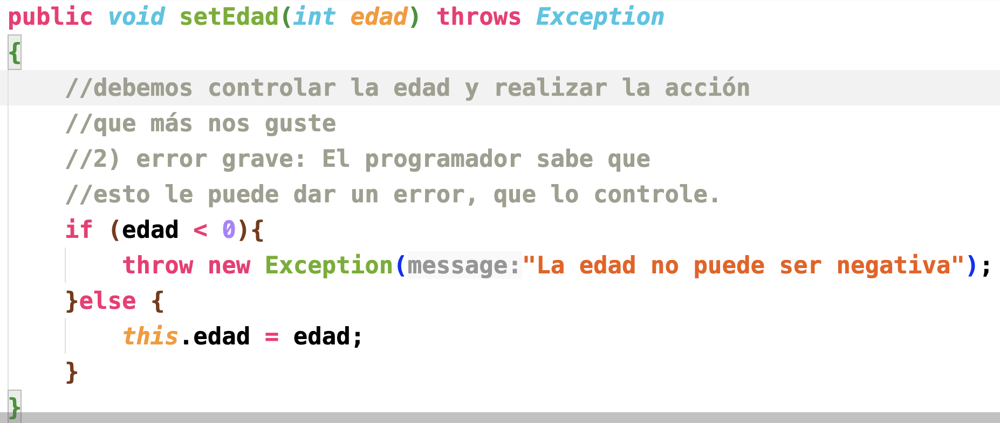 public void setEdad(int edad) throws Exception
{
//debemos controlar la edad y realizar la acción
//que más nos guste
//2) error grave: El programador sabe que
//esto le puede dar un error, que lo controle.
if (edad < 0){
throw new Exception(message:"La edad no puede ser negativa");
}else {
this.edad = edad;
}
}